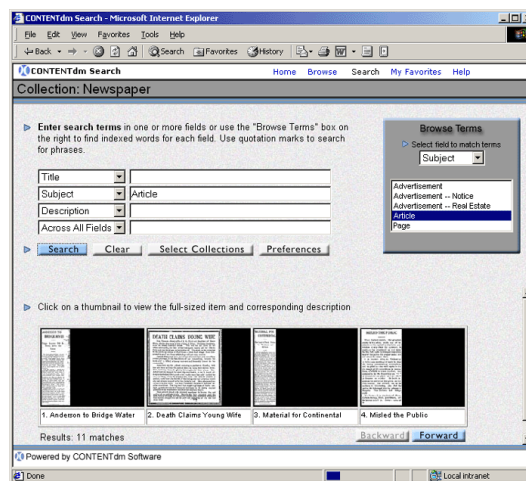 CONTENTdm Search - Microsoft Internet Explorer
File Edit View Favorites Tools Help
Back Search Favorites History
CONTENTdm Search Home Browse Search My Favorites Help
Collection: Newspaper
Enter search terms in one or more fields or use the "Browse Terms" box on
the right to find indexed words for each field. Use quotation marks to search
for phrases.
Browse Terms
Select field to match terms
Subject
Advertisement
Advertisement -- Notice
Advertisement -- Real Estate
Article
Page
Title
Subject Article
Description
Across All Fields
Search Clear Select Collections Preferences
Click on a thumbnail to view the full-sized item and corresponding description
DEATH CLAIMS YOUNG WIFE
1. Anderson to Bridge Water 2. Death Claims Young Wife 3. Material for Continental 4. Misled the Public
Results: 11 matches Backward Forward
Powered by CONTENTdm Software
Done Local intranet